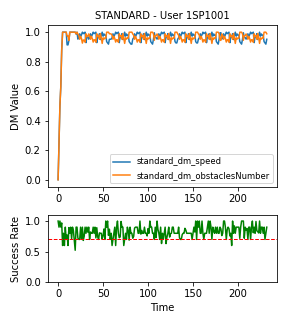 STANDARD - User 1SP1001
1.0
0.8
0.6
0.4
0.2
0.0
DM Value
standard_dm_speed
standard_dm_obstaclesNumber
0 50 100 150 200
1.0
0.5
0.0
Success Rate
0 50 100 150 200
Time